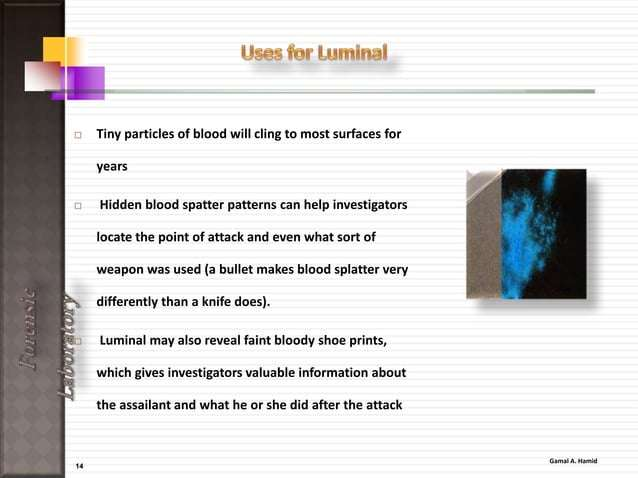 Uses for Luminal
Tiny particles of blood will cling to most surfaces for
years
Hidden blood spatter patterns can help investigators
locate the point of attack and even what sort of
weapon was used (a bullet makes blood splatter very
differently than a knife does).
Luminal may also reveal faint bloody shoe prints,
which gives investigators valuable information about
the assailant and what he or she did after the attack
Forensic
Laboratory
Gamal A. Hamid
14